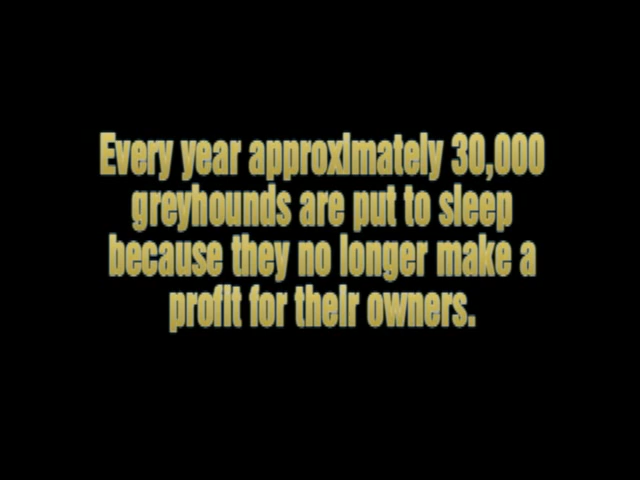 Every year approximately 30,000
greyhounds are put to sleep
because they no longer make a
profit for their owners.